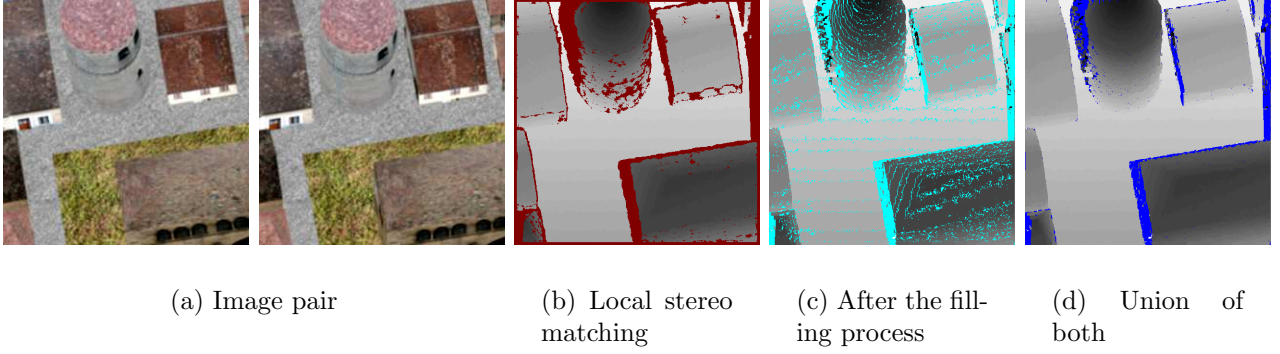 (a) Image pair
(b) Local stereo
matching
(c) After the fill-
ing process
(d) Union of
both